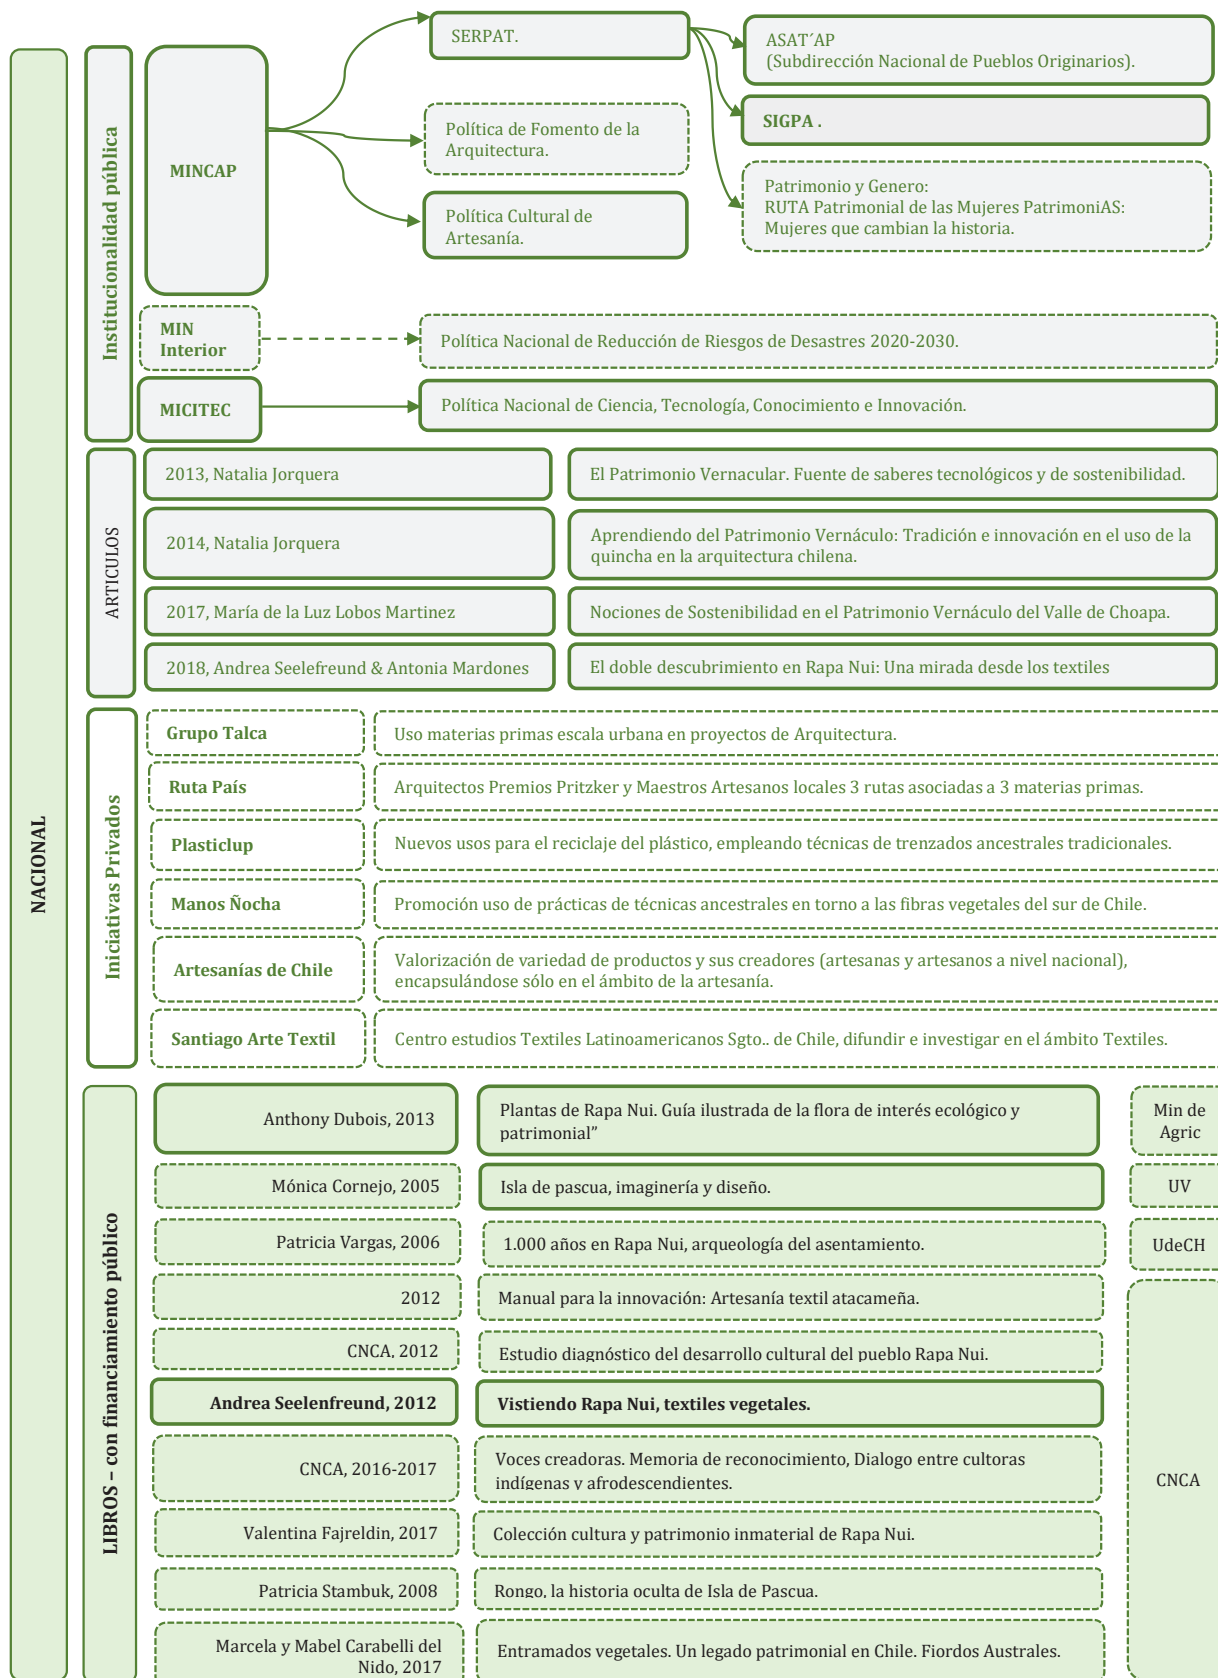 NACIONAL
Institucionalidad pública
MINCAP
SERPAT.
Política de Fomento de la
Arquitectura.
Política Cultural de
Artesanía.
ASAT´AP
(Subdirección Nacional de Pueblos Originarios).
SIGPA .
Patrimonio y Genero:
RUTA Patrimonial de las Mujeres PatrimoniAS:
Mujeres que cambian la historia.
MIN
Interior
Política Nacional de Reducción de Riesgos de Desastres 2020-2030.
MICITEC
Política Nacional de Ciencia, Tecnología, Conocimiento e Innovación.
ARTICULOS
2013, Natalia Jorquera
El Patrimonio Vernacular. Fuente de saberes tecnológicos y de sostenibilidad.
2014, Natalia Jorquera
Aprendiendo del Patrimonio Vernáculo: Tradición e innovación en el uso de la
quincha en la arquitectura chilena.
2017, María de la Luz Lobos Martinez
Nociones de Sostenibilidad en el Patrimonio Vernáculo del Valle de Choapa.
2018, Andrea Seelefreund & Antonia Mardones
El doble descubrimiento en Rapa Nui: Una mirada desde los textiles
Iniciativas Privados
Grupo Talca
Uso materias primas escala urbana en proyectos de Arquitectura.
Ruta País
Arquitectos Premios Pritzker y Maestros Artesanos locales 3 rutas asociadas a 3 materias primas.
Plasticlup
Nuevos usos para el reciclaje del plástico, empleando técnicas de trenzados ancestrales tradicionales.
Manos Ñocha
Promoción uso de prácticas de técnicas ancestrales en torno a las fibras vegetales del sur de Chile.
Artesanías de Chile
Valorización de variedad de productos y sus creadores (artesanas y artesanos a nivel nacional),
encapsulándose sólo en el ámbito de la artesanía.
Santiago Arte Textil
Centro estudios Textiles Latinoamericanos Sgto.. de Chile, difundir e investigar en el ámbito Textiles.
LIBROS – con financiamiento público
Anthony Dubois, 2013
Plantas de Rapa Nui. Guía ilustrada de la flora de interés ecológico y
patrimonial”
Min de
Agric
Mónica Cornejo, 2005
Isla de pascua, imaginería y diseño.
UV
Patricia Vargas, 2006
1.000 años en Rapa Nui, arqueología del asentamiento.
UdeCH
2012
Manual para la innovación: Artesanía textil atacameña.
CNCA, 2012
Estudio diagnóstico del desarrollo cultural del pueblo Rapa Nui.
Andrea Seelenfreund, 2012
Vistiendo Rapa Nui, textiles vegetales.
CNCA, 2016-2017
Voces creadoras. Memoria de reconocimiento, Dialogo entre cultoras
indígenas y afrodescendientes.
CNCA
Valentina Fajreldin, 2017
Colección cultura y patrimonio inmaterial de Rapa Nui.
Patricia Stambuk, 2008
Rongo, la historia oculta de Isla de Pascua.
Marcela y Mabel Carabelli del
Nido, 2017
Entramados vegetales. Un legado patrimonial en Chile. Fiordos Australes.